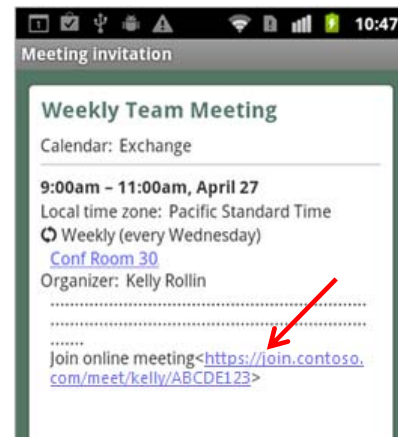 10:47
Meeting invitation
Weekly Team Meeting
Calendar: Exchange
9:00am – 11:00am, April 27
Local time zone: Pacific Standard Time
Weekly (every Wednesday)
Conf Room 30
Organizer: Kelly Rollin
.................................................................
.................................................................
.......
Join online meeting<https://join.contoso.
com/meet/kelly/ABCDE123>